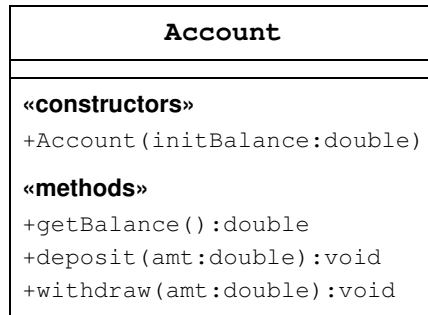 Account
«constructors»
+Account(initBalance:double)
«methods»
+getBalance():double
+deposit(amt:double):void
+withdraw(amt:double):void